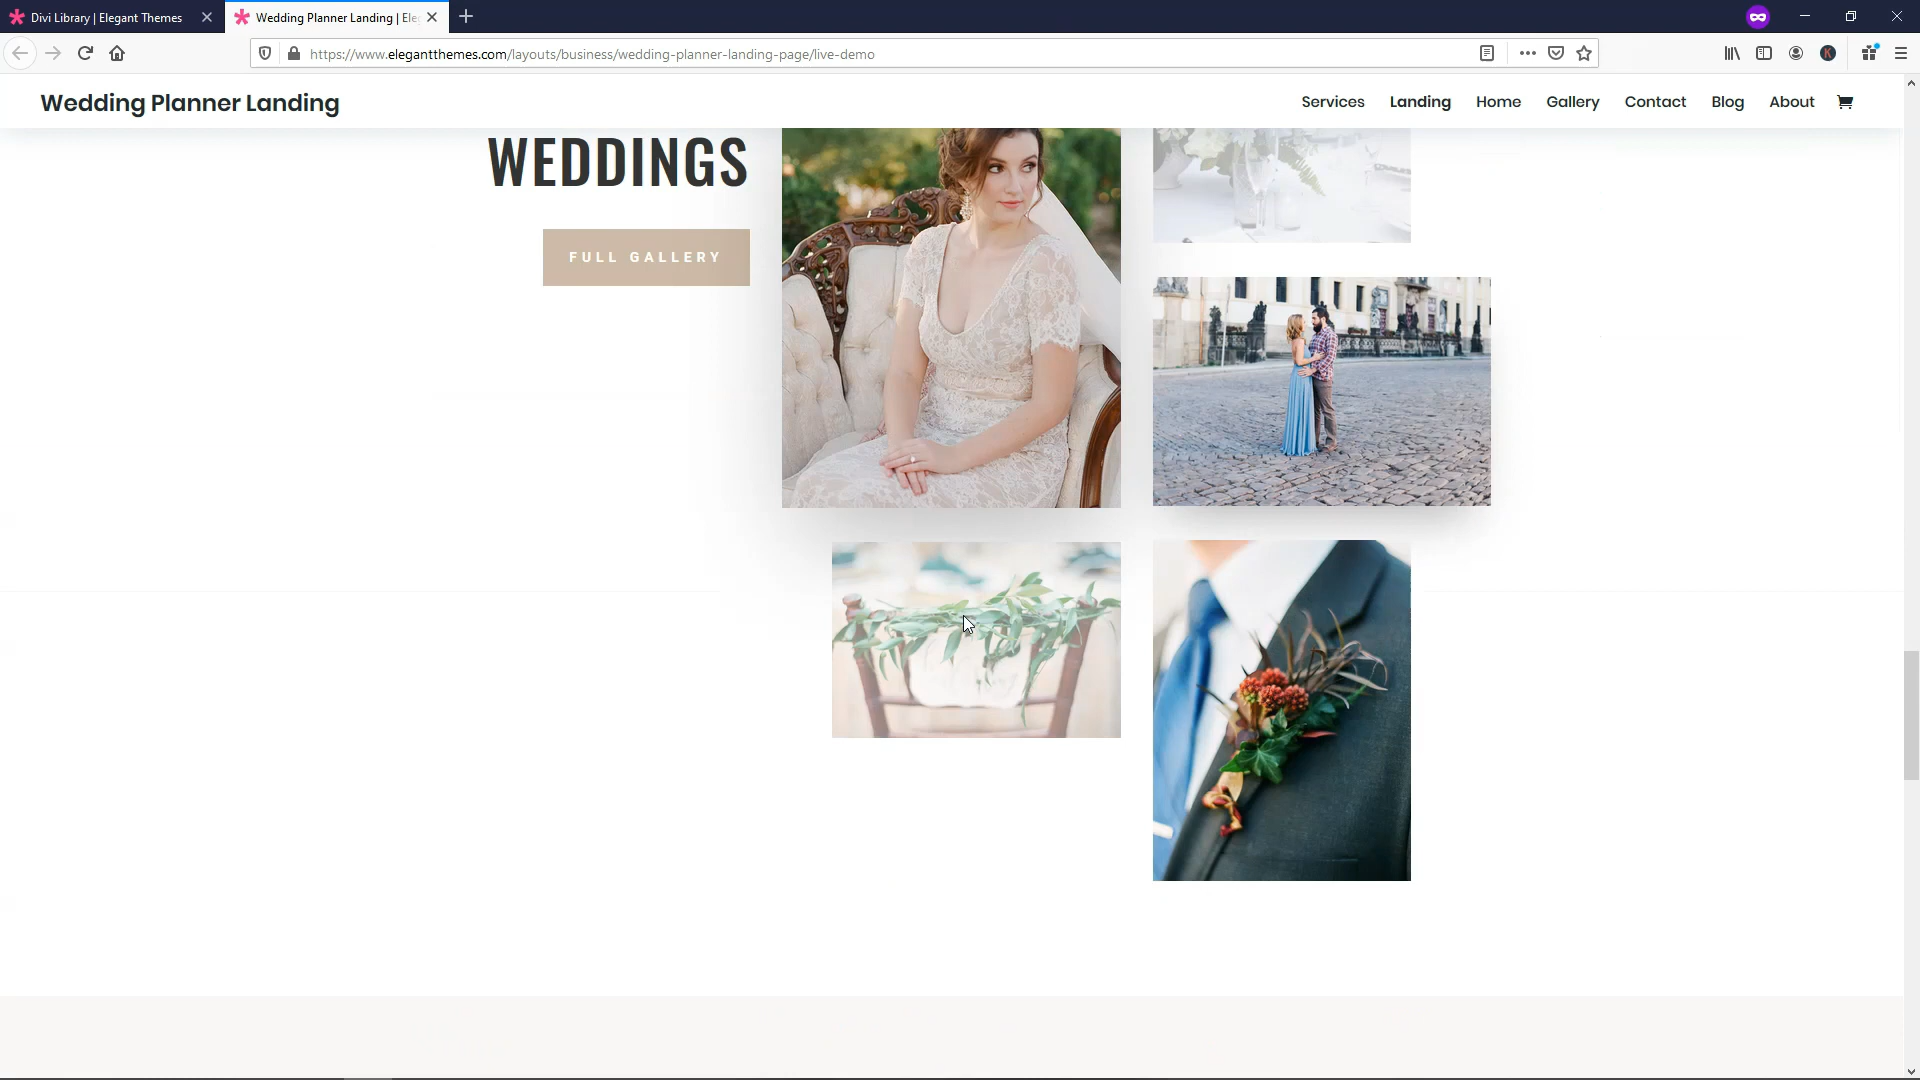 Divi Library | Elegant Themes
Wedding Planner Landing | Ele
https://www.elegantthemes.com/layouts/business/wedding-planner-landing-page/live-demo
K
Wedding Planner Landing
Services
Landing
Home
Gallery
Contact
Blog
About
WEDDINGS
FULL GALLERY